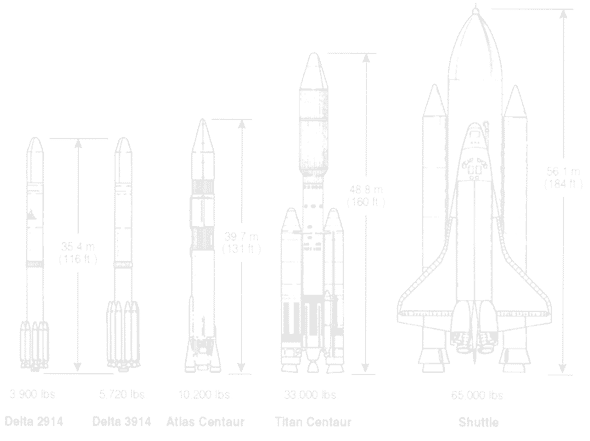 56.1 m
(184 ft.)
48.8 m
(160 ft.)
39.7 m
(131 ft.)
35.4 m
(116 ft.)
3,900 lbs
5,720 lbs
10,200 lbs
33,000 lbs
65,000 lbs
Delta 2914
Delta 3914
Atlas Centaur
Titan Centaur
Shuttle